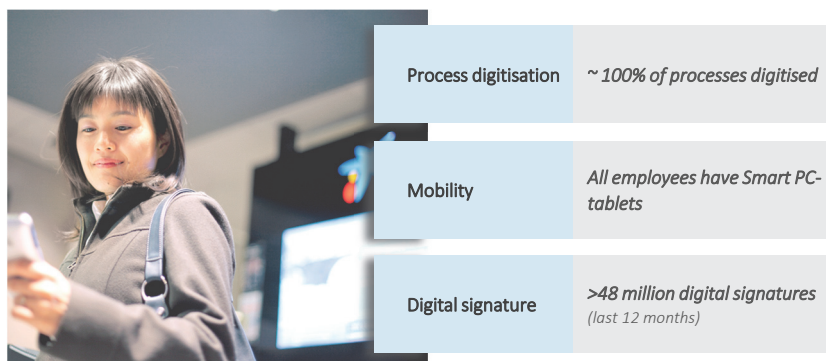 Process digitisation
~ 100% of processes digitised
Mobility
All employees have Smart PC-
tablets
Digital signature
>48 million digital signatures
(last 12 months)